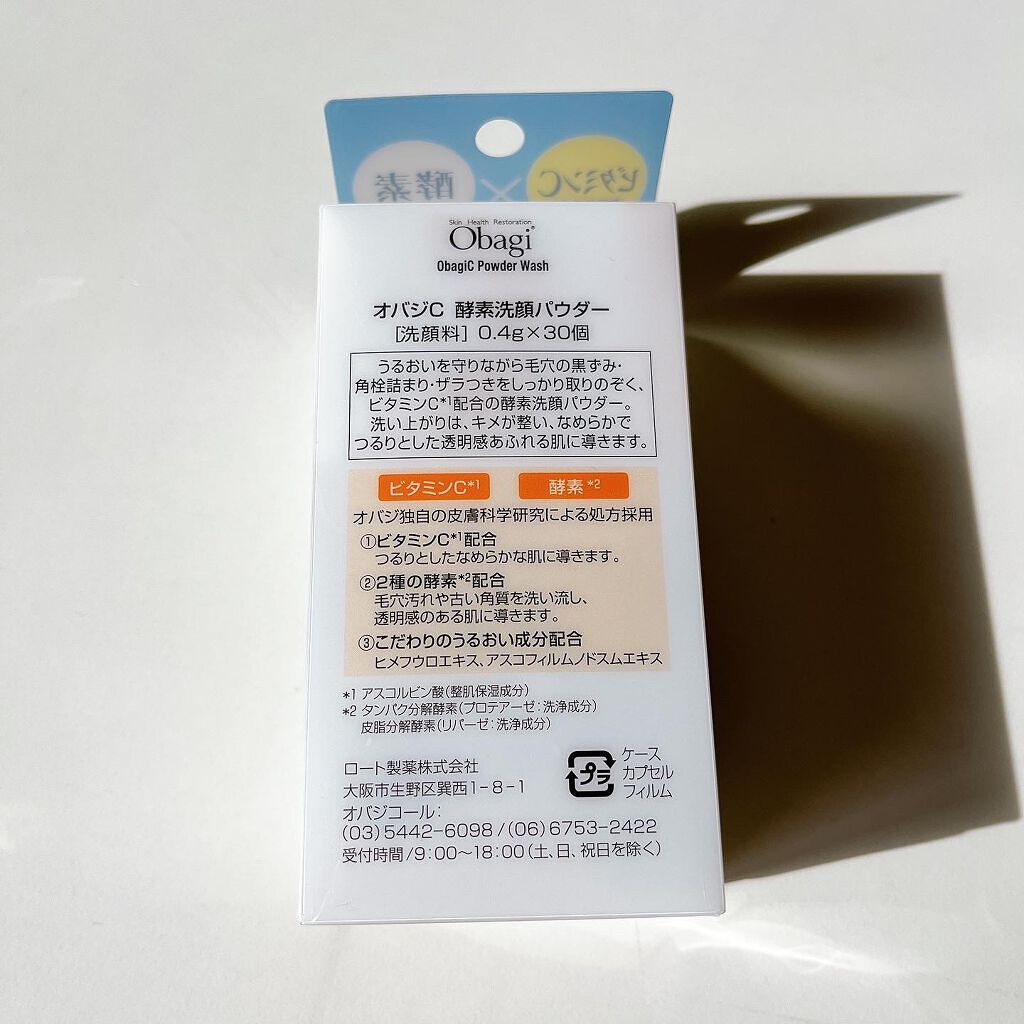 酵素 × ビタミンC
Skin Health Restoration
Obagi®
ObagiC Powder Wash
オバジC 酵素洗顔パウダー
[洗顔料] 0.4g×30個
うるおいを守りながら毛穴の黒ずみ・
角栓詰まり・ザラつきをしっかり取りのぞく、
ビタミンC*1配合の酵素洗顔パウダー。
洗い上がりは、キメが整い、なめらかで
つるりとした透明感あふれる肌に導きます。
ビタミンC*1 酵素*2
オバジ独自の皮膚科学研究による処方採用
①ビタミンC*1配合
つるりとしたなめらかな肌に導きます。
②2種の酵素*2配合
毛穴汚れや古い角質を洗い流し、
透明感のある肌に導きます。
③こだわりのうるおい成分配合
ヒメフウロエキス、アスコフィルムノドスムエキス
*1 アスコルビン酸(整肌保湿成分)
*2 タンパク分解酵素(プロテアーゼ:洗浄成分)
皮脂分解酵素(リパーゼ:洗浄成分)
ロート製薬株式会社
大阪市生野区巽西1-8-1
プラ
ケース
カプセル
フィルム
オバジコール:
(03)5442-6098/(06)6753-2422
受付時間/9:00〜18:00(土、日、祝日を除く)